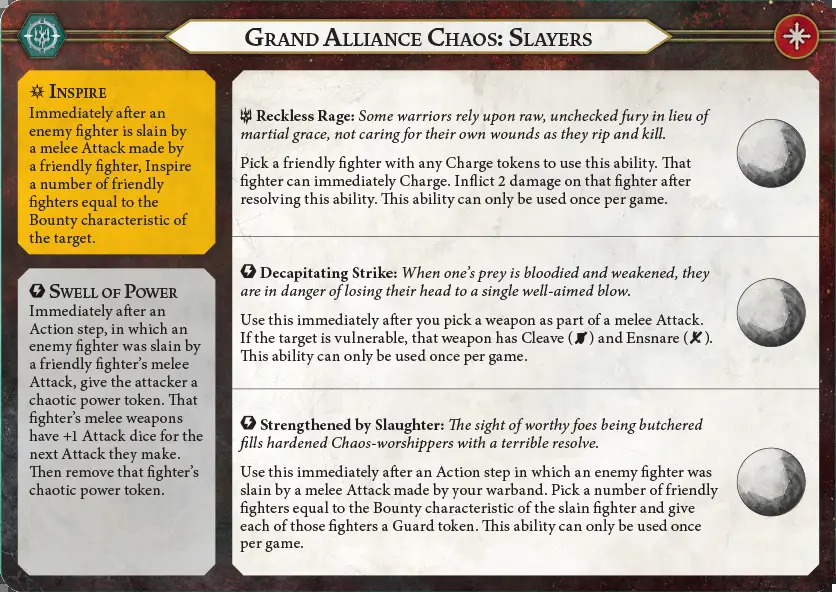 Grand Alliance Chaos: Slayers
Inspire
Immediately after an
enemy fighter is slain by
a melee Attack made by
a friendly fighter, Inspire
a number of friendly
fighters equal to the
Bounty characteristic of
the target.
Swell of Power
Immediately after an
Action step, in which an
enemy fighter was slain by
a friendly fighter's melee
Attack, give the attacker a
chaotic power token. That
fighter's melee weapons
have +1 Attack dice for the
next Attack they make.
Then remove that fighter's
chaotic power token.
Reckless Rage: Some warriors rely upon raw, unchecked fury in lieu of
martial grace, not caring for their own wounds as they rip and kill.
Pick a friendly fighter with any Charge tokens to use this ability. That
fighter can immediately Charge. Inflict 2 damage on that fighter after
resolving this ability. This ability can only be used once per game.
Decapitating Strike: When one's prey is bloodied and weakened, they
are in danger of losing their head to a single well-aimed blow.
Use this immediately after you pick a weapon as part of a melee Attack.
If the target is vulnerable, that weapon has Cleave ( ) and Ensnare ( ).
This ability can only be used once per game.
Strengthened by Slaughter: The sight of worthy foes being butchered
fills hardened Chaos-worshippers with a terrible resolve.
Use this immediately after an Action step in which an enemy fighter was
slain by a melee Attack made by your warband. Pick a number of friendly
fighters equal to the Bounty characteristic of the slain fighter and give
each of those fighters a Guard token. This ability can only be used once
per game.